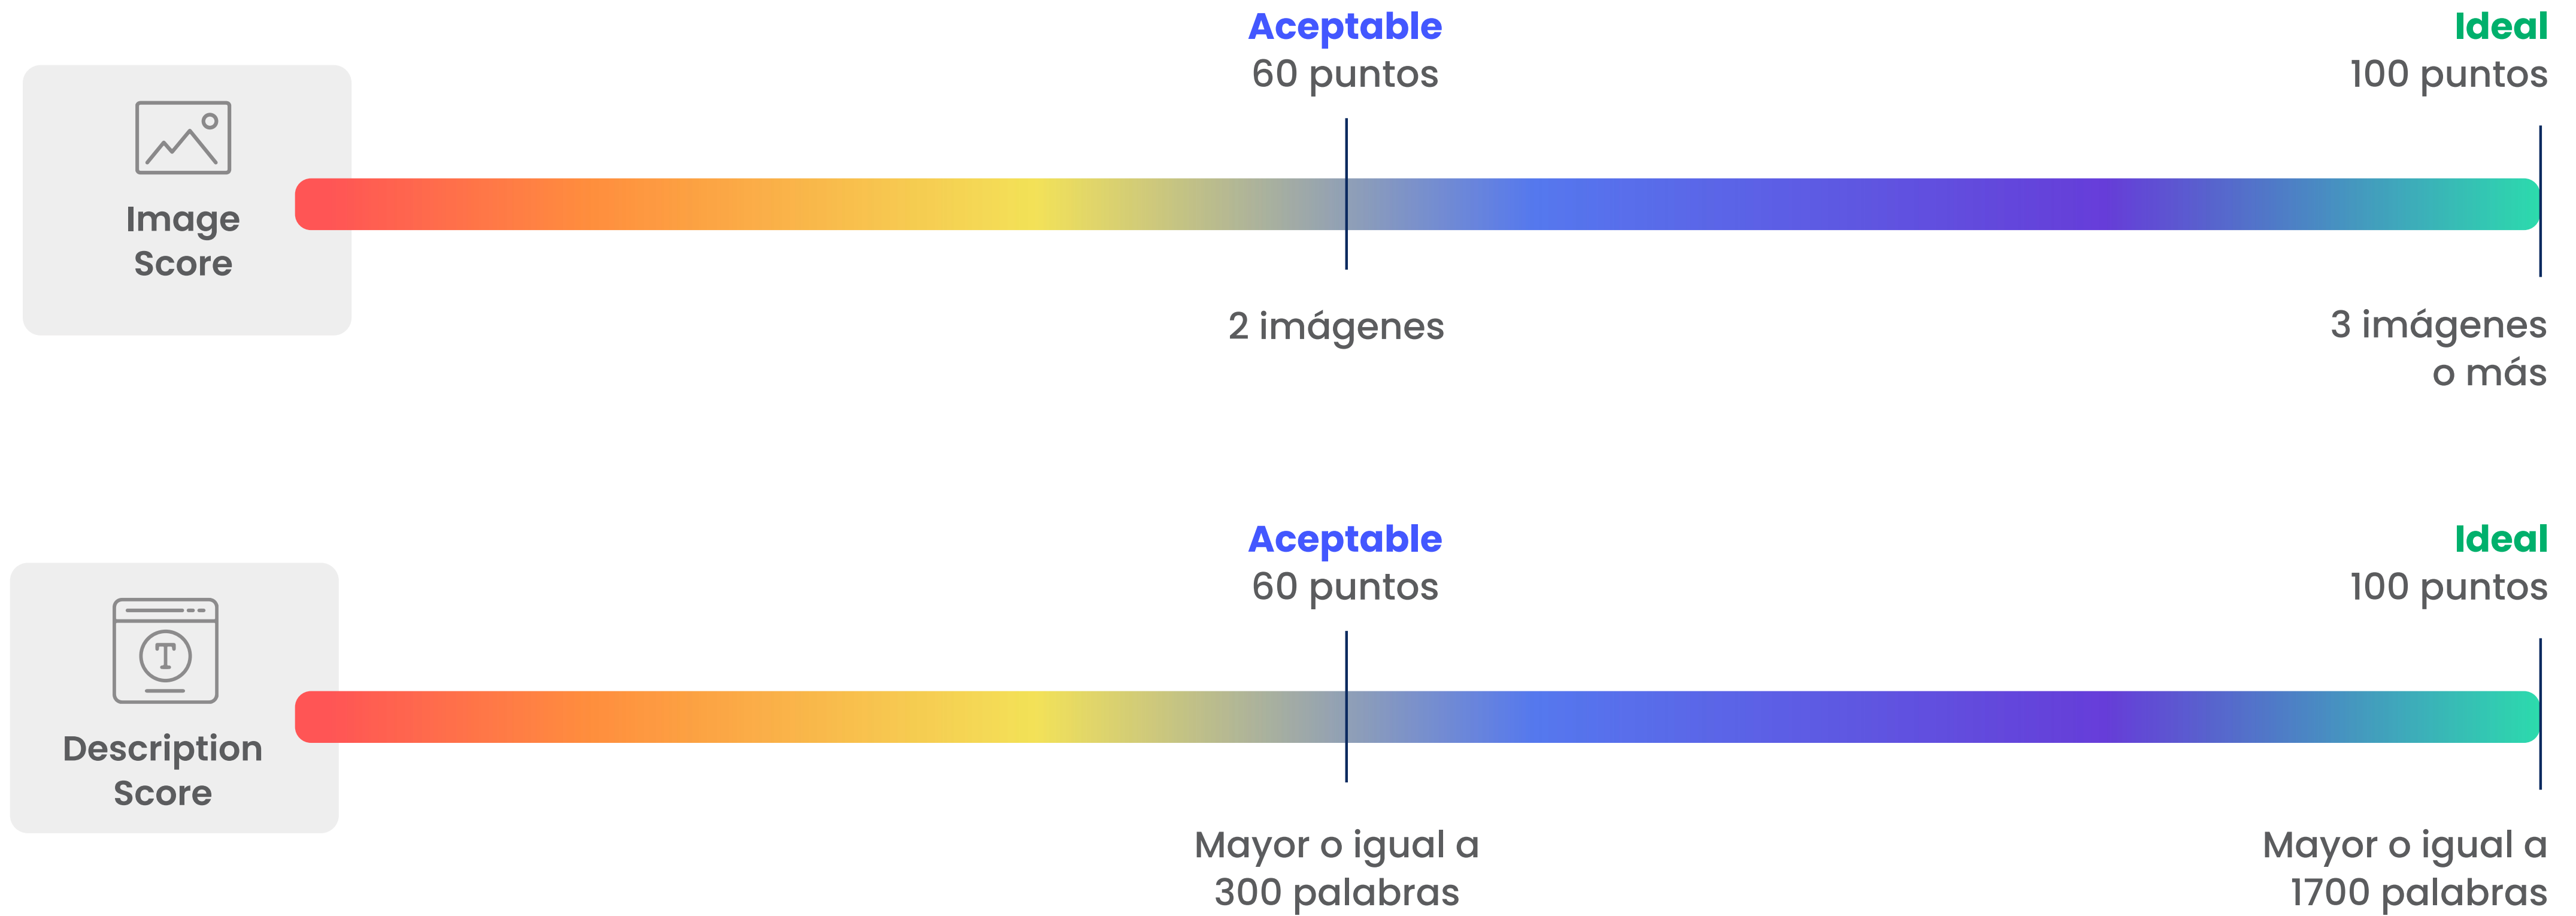 Aceptable
60 puntos
Ideal
100 puntos
Image
Score
2 imágenes
3 imágenes
o más
Aceptable
60 puntos
Ideal
100 puntos
T
Description
Score
Mayor o igual a
300 palabras
Mayor o igual a
1700 palabras